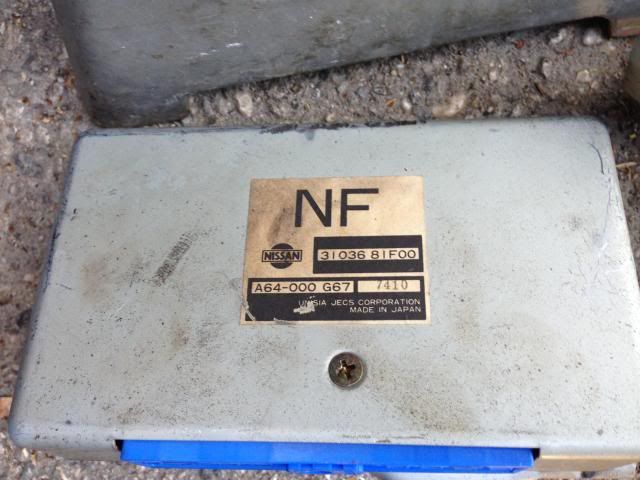 NF
NISSAN 31036 81F00
A64-000 G67 7410
UNISIA JECS CORPORATION
MADE IN JAPAN